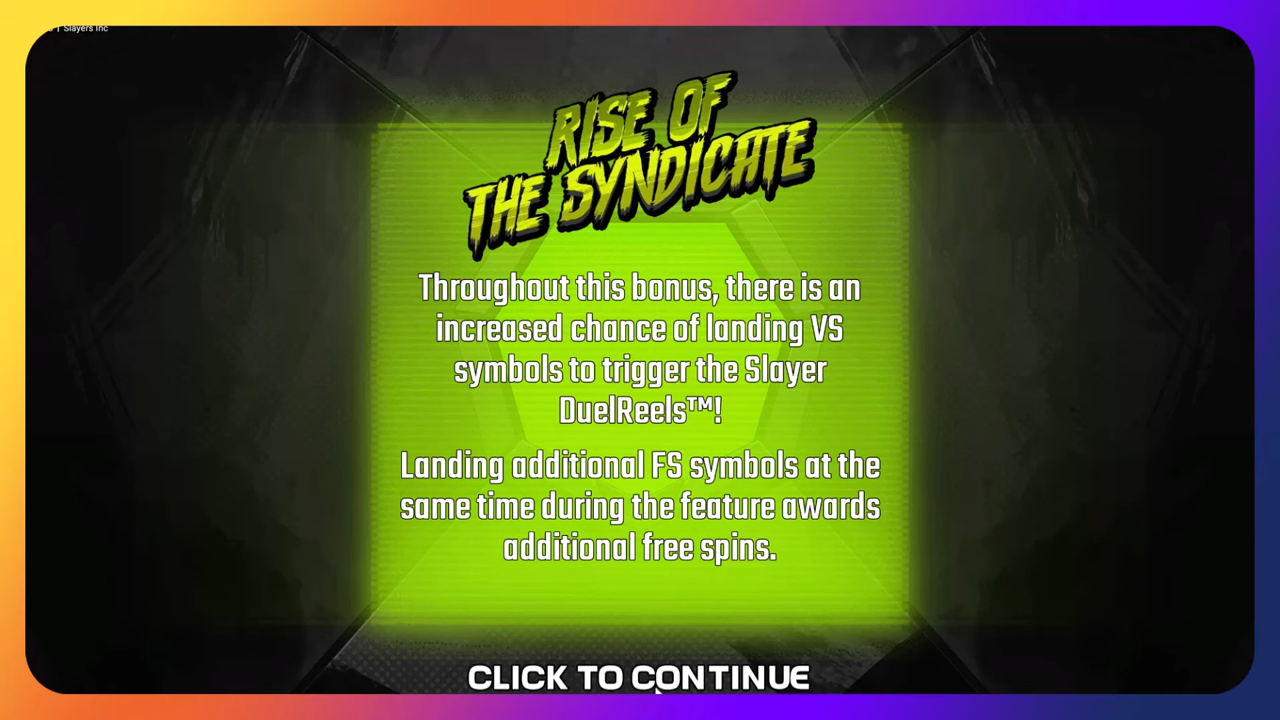 Slayers Inc
RISE OF
THE SYNDICATE
Throughout this bonus, there is an
increased chance of landing VS
symbols to trigger the Slayer
DuelReels™!
Landing additional FS symbols at the
same time during the feature awards
additional free spins.
CLICK TO CONTINUE